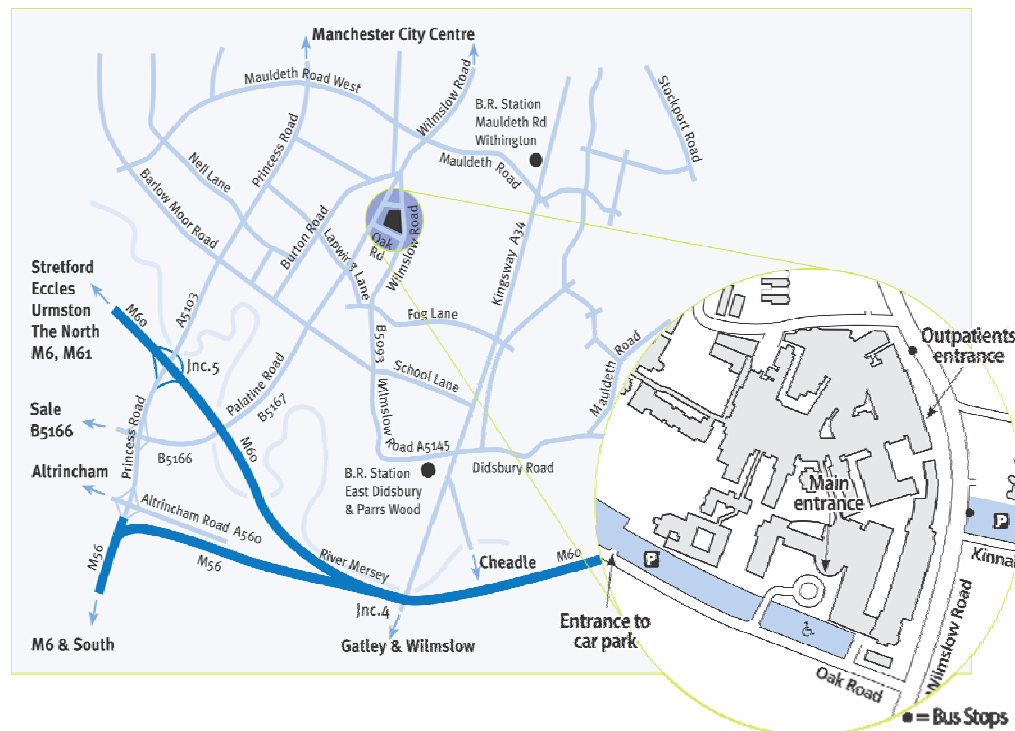 Manchester City Centre
Mauldeth Road West
Wilmslow Road
Stockport Road
B.R. Station
Mauldeth Rd
Withington
Princess Road
Mauldeth
Road
Nell Lane
Barlow Moor Road
Burton Road
Lapwing Lane
Oak
Rd
Wilmslow Road
Kingsway A34
Stretford
Eccles
Urmston
The North
M6, M61
M60
A5103
Jnc.5
Fog Lane
B5093
School Lane
Mauldeth Road
Palatine Road
B5167
Wilmslow
Road A5145
Didsbury Road
Sale
B5166
Princess Road
B5166
M60
B.R. Station
East Didsbury
& Parrs Wood
Altrincham
Altrincham Road A560
M56
M56
River Mersey
Jnc.4
Cheadle
M60
M6 & South
Gatley & Wilmslow
Outpatients
entrance
Main
entrance
P
P
Entrance to
car park
Oak Road
Wilmslow Road
Kinnai
= Bus Stops